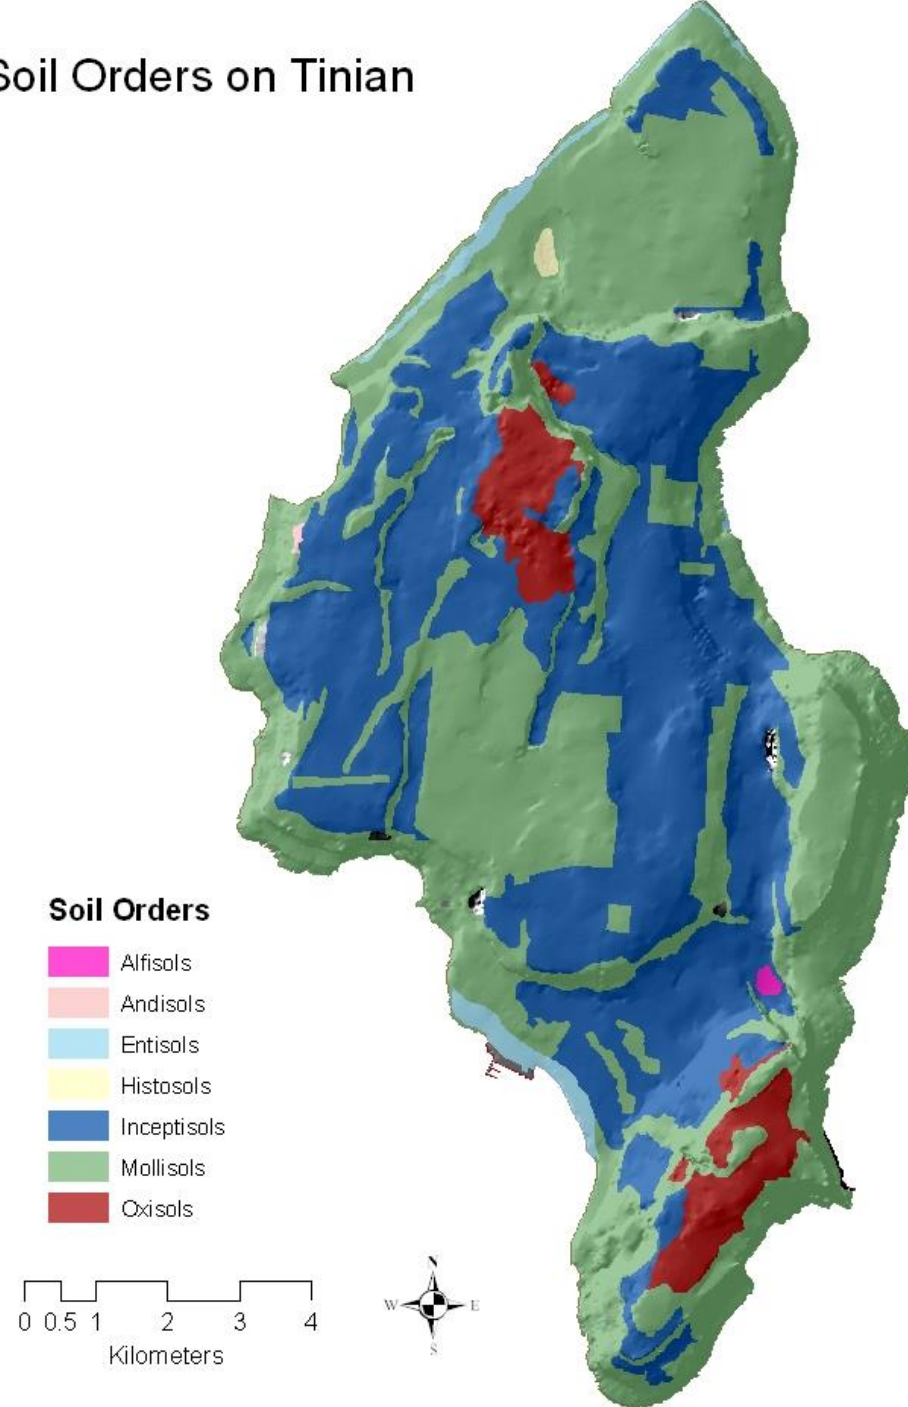 Soil Orders on Tinian
Soil Orders
Alfisols
Andisols
Entisols
Histosols
Inceptisols
Mollisols
Oxisols
0 0.5 1 2 3 4
Kilometers
N
W E
S